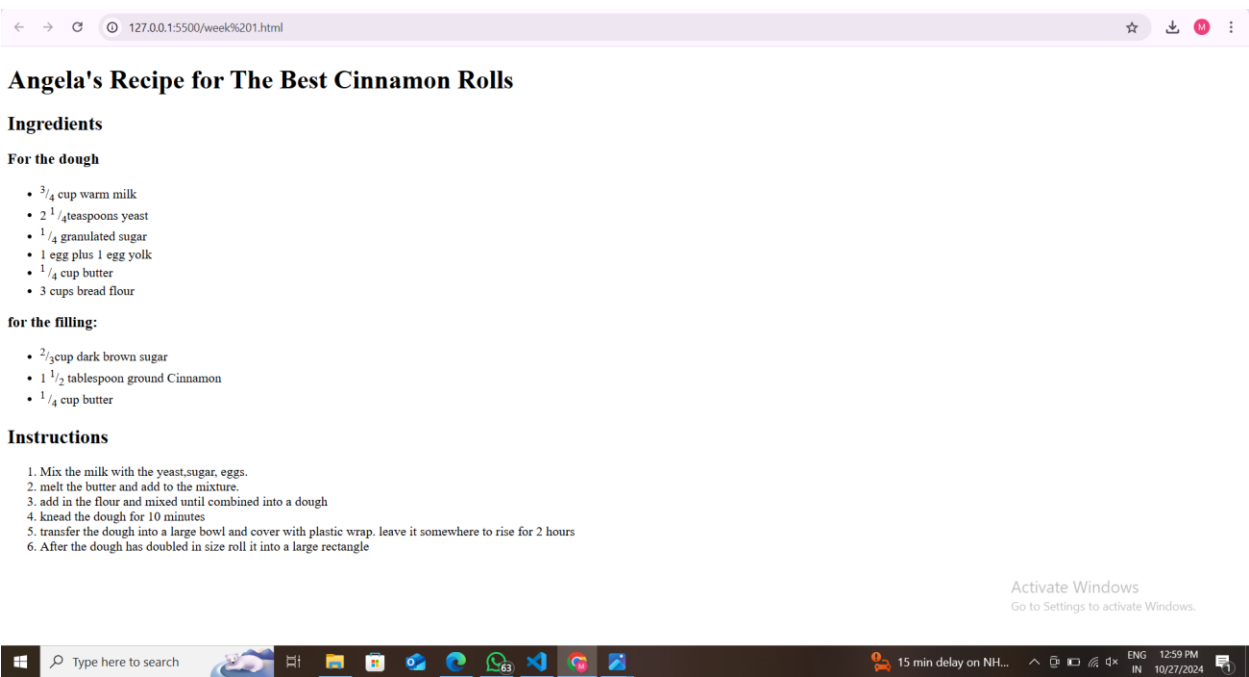 127.0.0.1:5500/week%201.html
M
Angela's Recipe for The Best Cinnamon Rolls
Ingredients
For the dough
• 3/4 cup warm milk
• 2 1 /4teaspoons yeast
• 1 /4 granulated sugar
• 1 egg plus 1 egg yolk
• 1 /4 cup butter
• 3 cups bread flour
for the filling:
• 2/3cup dark brown sugar
• 1 1/2 tablespoon ground Cinnamon
• 1 /4 cup butter
Instructions
1. Mix the milk with the yeast,sugar, eggs.
2. melt the butter and add to the mixture.
3. add in the flour and mixed until combined into a dough
4. knead the dough for 10 minutes
5. transfer the dough into a large bowl and cover with plastic wrap. leave it somewhere to rise for 2 hours
6. After the dough has doubled in size roll it into a large rectangle
Activate Windows
Go to Settings to activate Windows.
Type here to search
63
M
15 min delay on NH...
ENG
IN
12:59 PM
10/27/2024
1